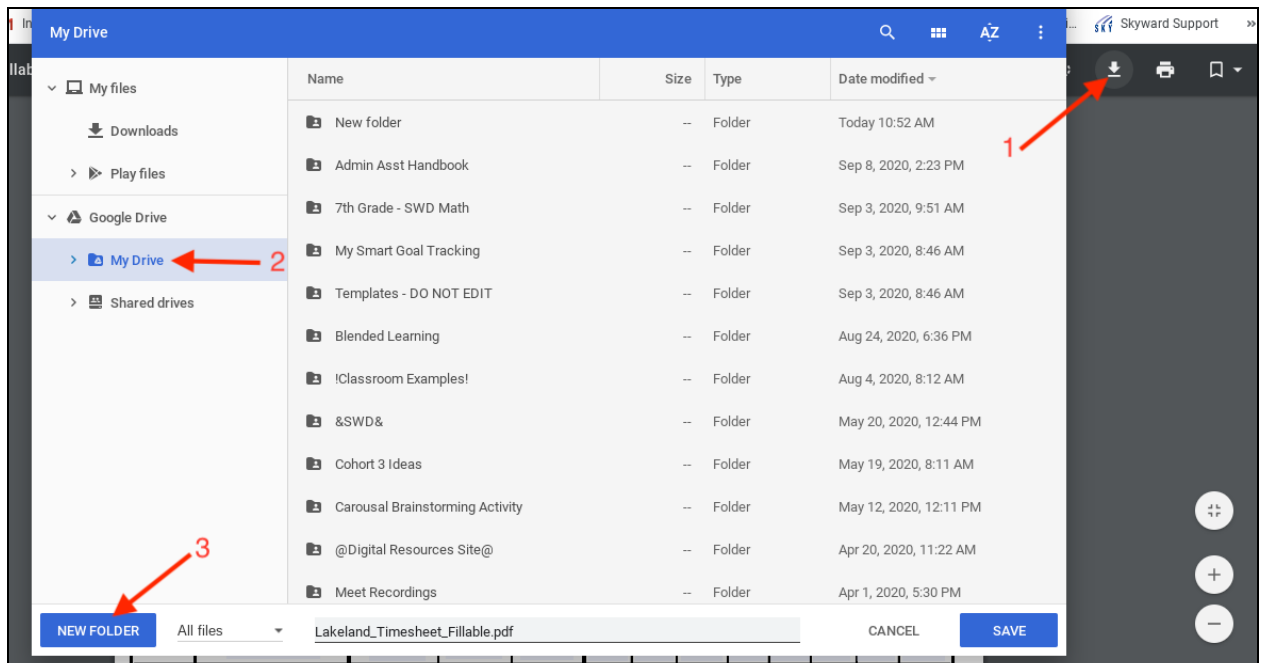 In
Skyward Support »
My Drive AZ
llab
1
My files
Downloads
Play files
Google Drive
My Drive 2
Shared drives
Name Size Type Date modified
New folder -- Folder Today 10:52 AM
Admin Asst Handbook -- Folder Sep 8, 2020, 2:23 PM
7th Grade - SWD Math -- Folder Sep 3, 2020, 9:51 AM
My Smart Goal Tracking -- Folder Sep 3, 2020, 8:46 AM
Templates - DO NOT EDIT -- Folder Sep 3, 2020, 8:46 AM
Blended Learning -- Folder Aug 24, 2020, 6:36 PM
!Classroom Examples! -- Folder Aug 4, 2020, 8:12 AM
&SWD& -- Folder May 20, 2020, 12:44 PM
Cohort 3 Ideas -- Folder May 19, 2020, 8:11 AM
Carousal Brainstorming Activity -- Folder May 12, 2020, 12:11 PM
@Digital Resources Site@ -- Folder Apr 20, 2020, 11:22 AM
Meet Recordings -- Folder Apr 1, 2020, 5:30 PM
3
NEW FOLDER All files Lakeland_Timesheet_Fillable.pdf CANCEL SAVE